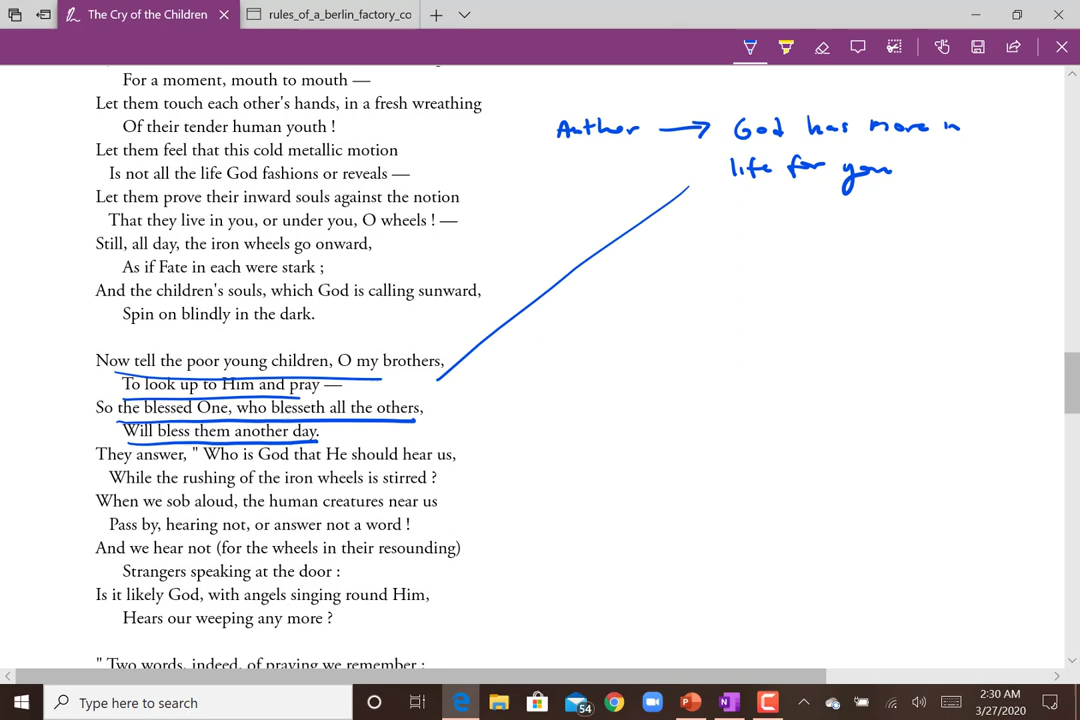 The Cry of the Children
rules_of_a_berlin_factory_co
For a moment, mouth to mouth —
Let them touch each other's hands, in a fresh wreathing
Of their tender human youth !
Let them feel that this cold metallic motion
Is not all the life God fashions or reveals —
Let them prove their inward souls against the notion
That they live in you, or under you, O wheels ! —
Still, all day, the iron wheels go onward,
As if Fate in each were stark ;
And the children's souls, which God is calling sunward,
Spin on blindly in the dark.
Author → God has more in
life for you
Now tell the poor young children, O my brothers,
To look up to Him and pray —
So the blessed One, who blesseth all the others,
Will bless them another day.
They answer, " Who is God that He should hear us,
While the rushing of the iron wheels is stirred ?
When we sob aloud, the human creatures near us
Pass by, hearing not, or answer not a word !
And we hear not (for the wheels in their resounding)
Strangers speaking at the door :
Is it likely God, with angels singing round Him,
Hears our weeping any more ?
" Two words, indeed, of praying we remember ;
Type here to search
54
2:30 AM
3/27/2020